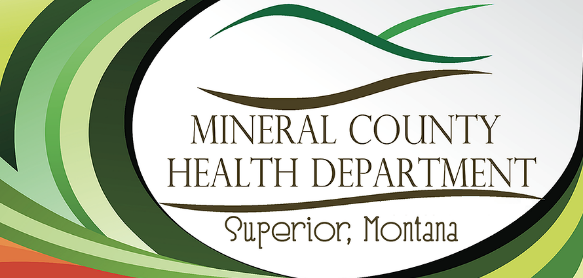 MINERAL COUNTY
HEALTH DEPARTMENT
Superior, Montana